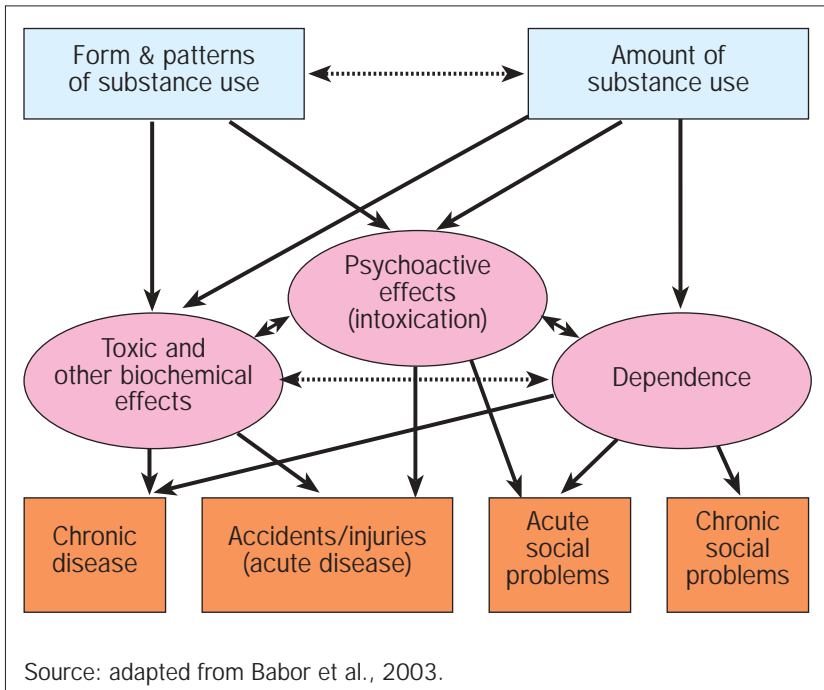 Form & patterns
of substance use
Amount of
substance use
Psychoactive
effects
(intoxication)
Toxic and
other biochemical
effects
Dependence
Chronic
disease
Accidents/injuries
(acute disease)
Acute
social
problems
Chronic
social
problems
Source: adapted from Babor et al., 2003.